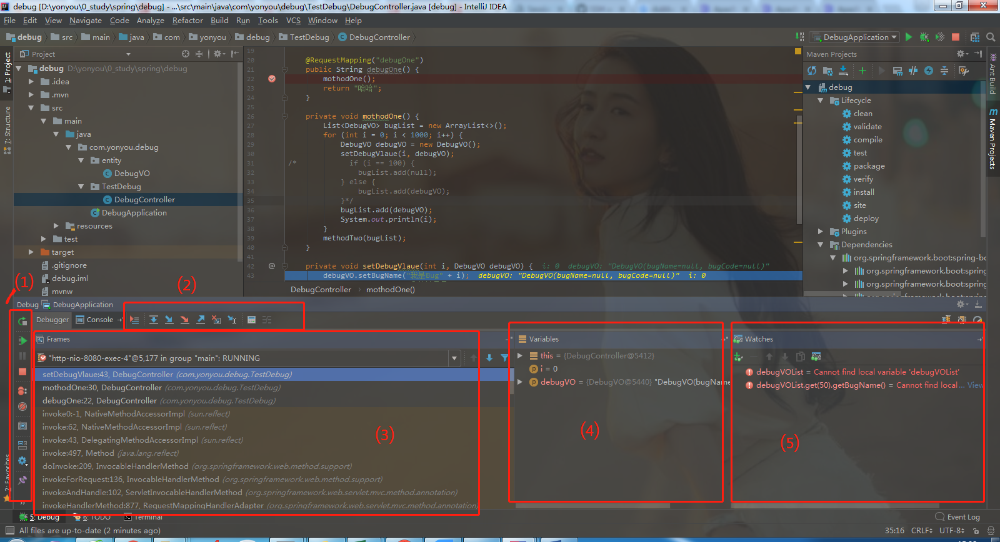 debug [D:\yonyou\0_study\spring\debug] - ...\src\main\java\com\yonyou\debug\TestDebug\DebugController.java [debug] - IntelliJ IDEA
File Edit View Navigate Code Analyze Refactor Build Run Tools VCS Window Help
debug src main java com yonyou debug TestDebug DebugController
DebugApplication
1: Project
7: Structure
2: Favorites
Project
debug D:\yonyou\0_study\spring\debug
.idea
.mvn
src
main
java
com.yonyou.debug
entity
DebugVO
TestDebug
DebugController
DebugApplication
resources
test
target
.gitignore
debug.iml
mvnw
19
20 @RequestMapping("debugOne")
21 public String debugOne() {
22 mothodOne();
23 return "哈哈";
24 }
25
26 private void mothodOne() {
27 List<DebugVO> bugList = new ArrayList<>();
28 for (int i = 0; i < 1000; i++) {
29 DebugVO debugVO = new DebugVO();
30 setDebugVlaue(i, debugVO);
31 /* if (i == 100) {
32 bugList.add(null);
33 } else {
34 bugList.add(debugVO);
35 }*/
36 bugList.add(debugVO);
37 System.out.println(i);
38 }
39 methodTwo(bugList);
40 }
41
42 @ private void setDebugVlaue(int i, DebugVO debugVO) { i: 0 debugVO: "DebugVO(bugName=null, bugCode=null)"
43 debugVO.setBugName("我是Bug" + i); debugVO: "DebugVO(bugName=null, bugCode=null)" i: 0
DebugController mothodOne()
Maven Projects
debug
Lifecycle
clean
validate
compile
test
package
verify
install
site
deploy
Plugins
Dependencies
org.springframework.boot:spring-bo
org.springframework.boot:spring
org.springframework.boot:spring
Ant Build
Maven Projects
(1)
(2)
Debug DebugApplication
Debugger Console
Frames
"http-nio-8080-exec-4"@5,177 in group "main": RUNNING
setDebugVlaue:43, DebugController (com.yonyou.debug.TestDebug)
mothodOne:30, DebugController (com.yonyou.debug.TestDebug)
debugOne:22, DebugController (com.yonyou.debug.TestDebug)
invoke0:-1, NativeMethodAccessorImpl (sun.reflect)
invoke:62, NativeMethodAccessorImpl (sun.reflect)
invoke:43, DelegatingMethodAccessorImpl (sun.reflect)
invoke:497, Method (java.lang.reflect)
doInvoke:209, InvocableHandlerMethod (org.springframework.web.method.support)
invokeForRequest:136, InvocableHandlerMethod (org.springframework.web.method.support)
invokeAndHandle:102, ServletInvocableHandlerMethod (org.springframework.web.servlet.mvc.method.annotation)
invokeHandlerMethod:877, RequestMappingHandlerAdapter (org.springframework.web.servlet.mvc.method.annotation)
(3)
Variables
this = {DebugController@5412}
i = 0
debugVO = {DebugVO@5440} "DebugVO(bugName
(4)
Watches
debugVOList = Cannot find local variable 'debugVOList'
debugVOList.get(50).getBugName() = Cannot find local ... View
(5)
5: Debug 6: TODO Terminal Event Log
All files are up-to-date (2 minutes ago) 35:16 CRLF UTF-8